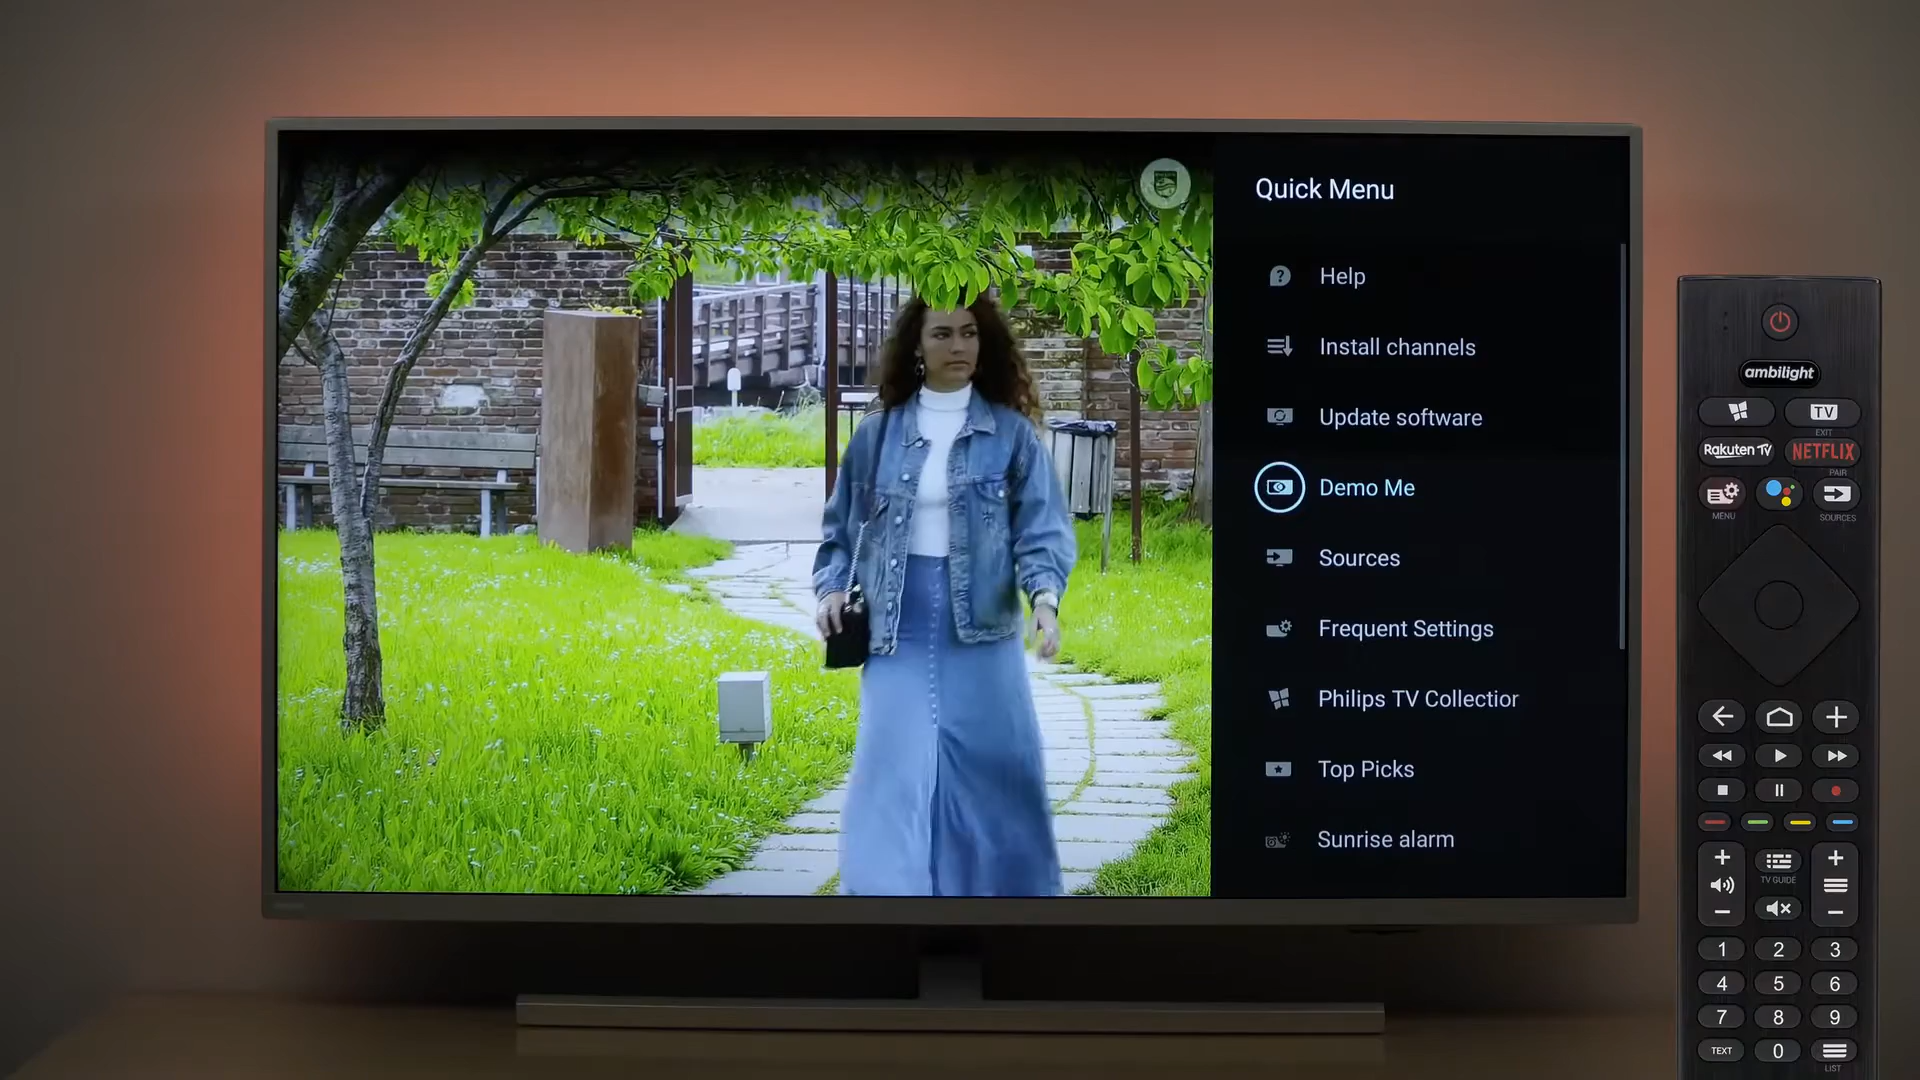 Quick Menu
Help
Install channels
Update software
Demo Me
Sources
Frequent Settings
Philips TV Collectior
Top Picks
Sunrise alarm
ambilight
TV
EXIT
Rakuten TV
NETFLIX
PAIR
MENU
SOURCES
TV GUIDE
1 2 3
4 5 6
7 8 9
TEXT 0
LIST